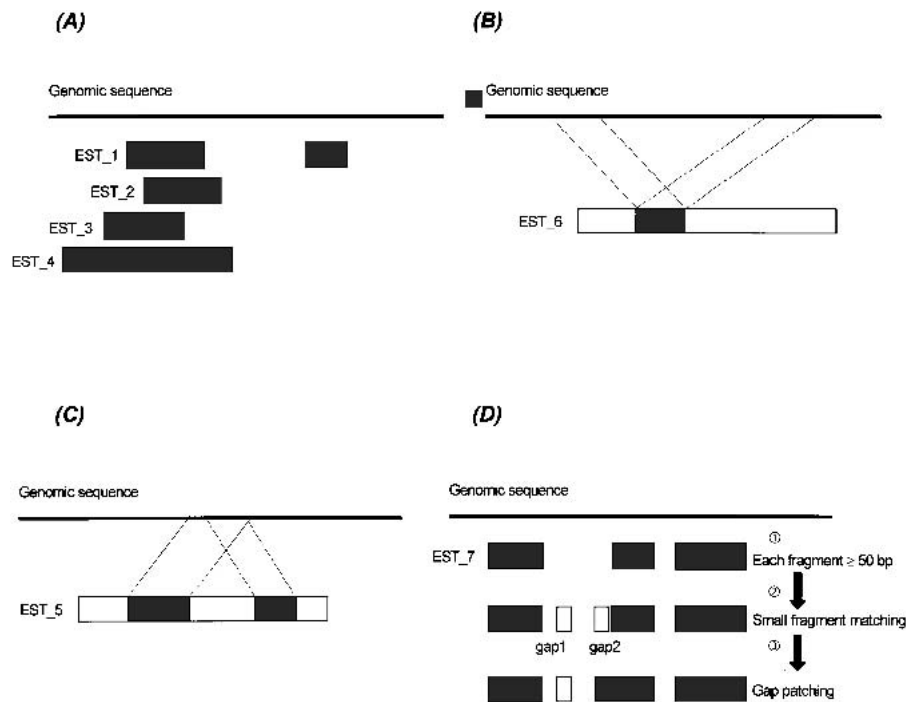 (A)
Genomic sequence
EST_1
EST_2
EST_3
EST_4
(B)
Genomic sequence
EST_6
(C)
Genomic sequence
EST_5
(D)
Genomic sequence
EST_7
①
Each fragment ≥ 50 bp
②
Small fragment matching
gap1 gap2
③
Gap patching